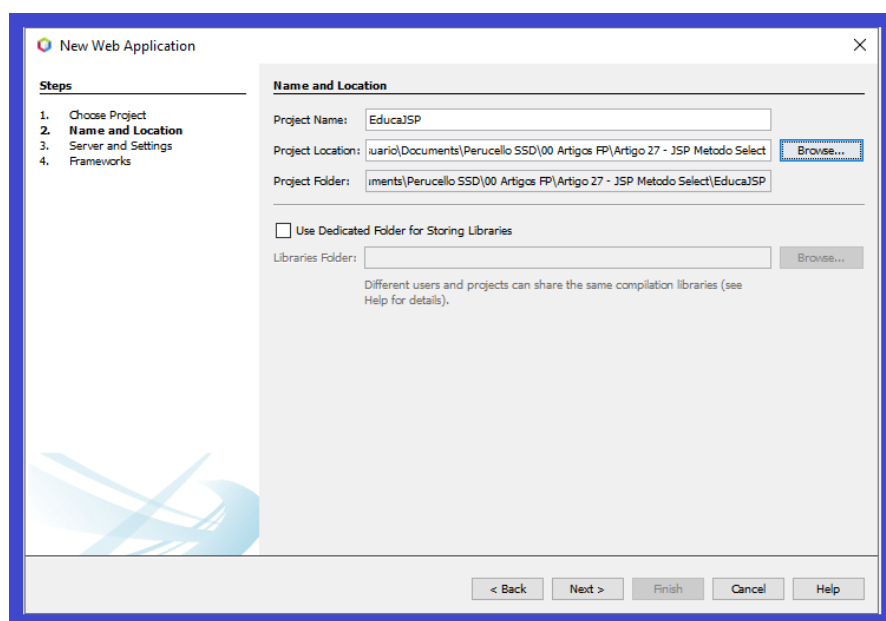 New Web Application
Steps
1. Choose Project
2. Name and Location
3. Server and Settings
4. Frameworks
Name and Location
Project Name: EducaJSP
Project Location: uario\Documents\Perucello SSD\00 Artigos FP\Artigo 27 - JSP Metodo Select Browse...
Project Folder: ments\Perucello SSD\00 Artigos FP\Artigo 27 - JSP Metodo Select\EducaJSP
Use Dedicated Folder for Storing Libraries
Libraries Folder: Browse...
Different users and projects can share the same compilation libraries (see
Help for details).
< Back Next > Finish Cancel Help